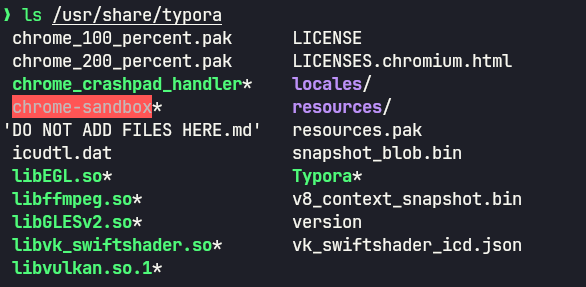 ❯ ls /usr/share/typora
chrome_100_percent.pak LICENSE
chrome_200_percent.pak LICENSES.chromium.html
chrome_crashpad_handler* locales/
chrome-sandbox* resources/
'DO NOT ADD FILES HERE.md' resources.pak
icudtl.dat snapshot_blob.bin
libEGL.so* Typora*
libffmpeg.so* v8_context_snapshot.bin
libGLESv2.so* version
libvk_swiftshader.so* vk_swiftshader_icd.json
libvulkan.so.1*